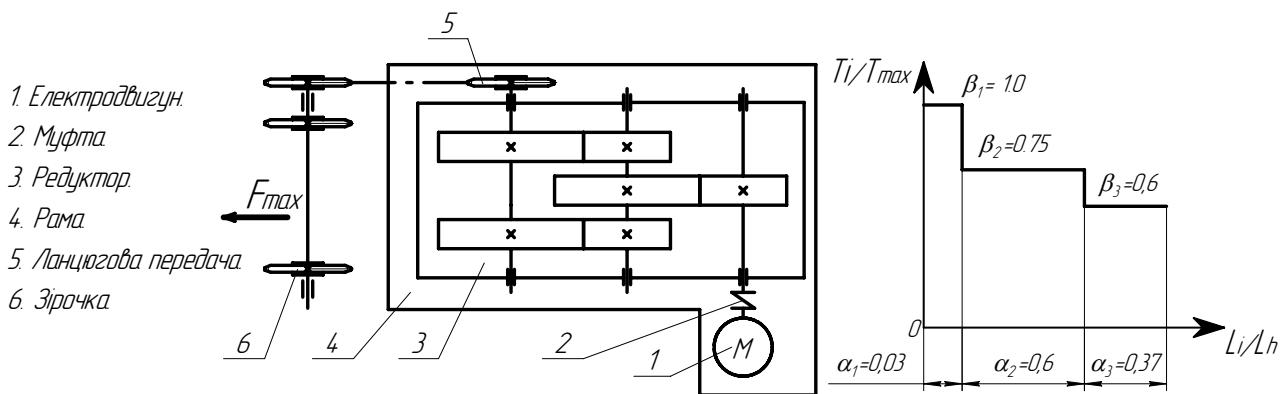 1. Електродвигун.
2. Муфта.
3. Редуктор.
4. Рама.
5. Ланцюгова передача.
6. Зірочка.
Fmax
5
6
4
3
2
1
M
Ti/Tmax
β1= 1.0
β2=0.75
β3=0,6
0
Li/Lh
α1=0,03
α2=0,6
α3=0,37